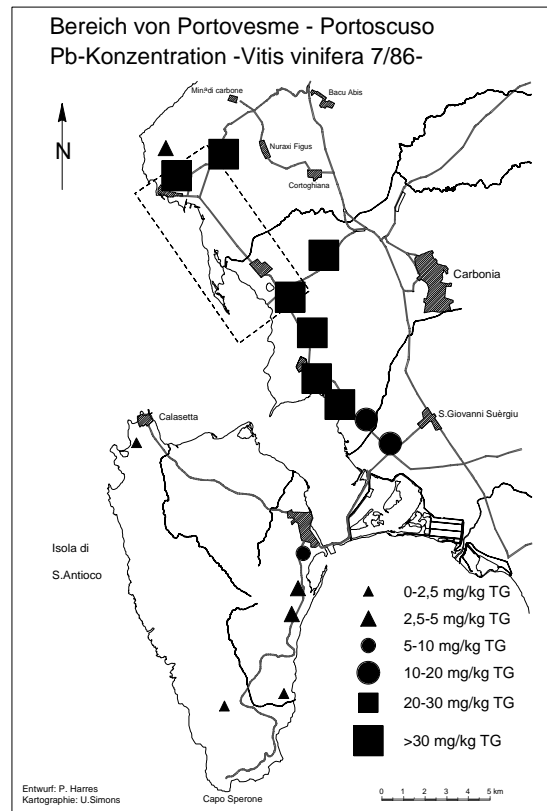 Bereich von Portovesme - Portoscuso
Pb-Konzentration -Vitis vinifera 7/86-
Min.ª di carbone
Bacu Abis
N
Nuraxi Figus
Cortoghiana
Carbonia
Calasetta
S.Giovanni Suèrgiu
Isola di
S.Antioco
0-2,5 mg/kg TG
2,5-5 mg/kg TG
5-10 mg/kg TG
10-20 mg/kg TG
20-30 mg/kg TG
>30 mg/kg TG
Entwurf: P. Harres
Kartographie: U.Simons
Capo Sperone
0 1 2 3 4 5 km